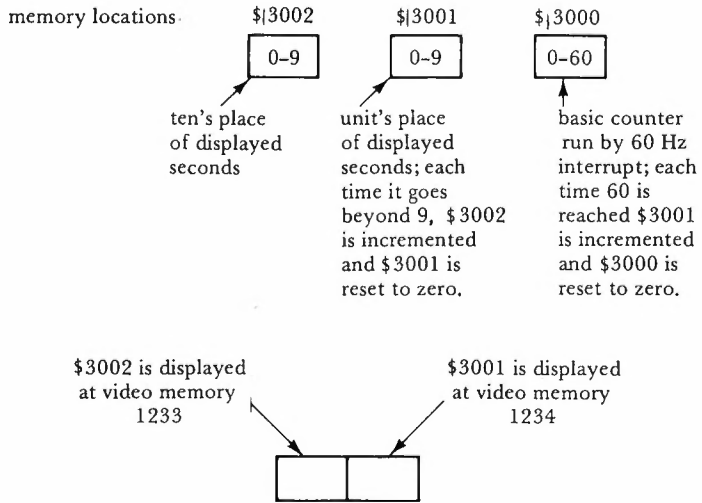 memory locations $3002 $3001 $3000
0-9 0-9 0-60
ten's place
of displayed
seconds
unit's place
of displayed
seconds; each
time it goes
beyond 9, $3002
is incremented
and $3001 is
reset to zero.
basic counter
run by 60 Hz
interrupt; each
time 60 is
reached $3001
is incremented
and $3000 is
reset to zero.
$3002 is displayed
at video memory
1233
$3001 is displayed
at video memory
1234